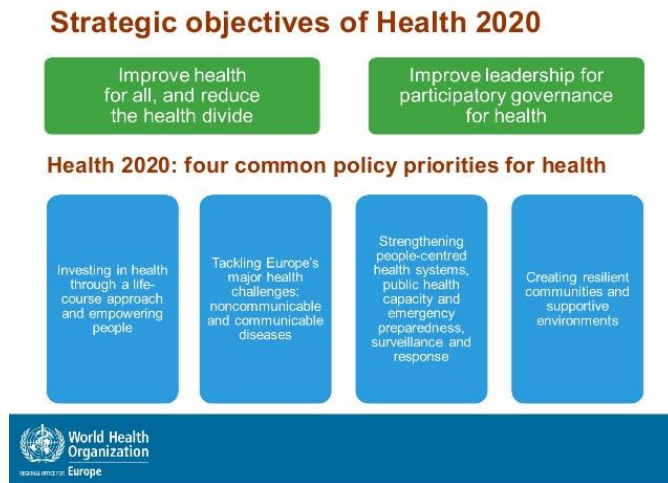 Strategic objectives of Health 2020
Improve health
for all, and reduce
the health divide
Improve leadership for
participatory governance
for health
Health 2020: four common policy priorities for health
Investing in health
through a life-
course approach
and empowering
people
Tackling Europe's
major health
challenges:
noncommunicable
and communicable
diseases
Strengthening
people-centred
health systems,
public health
capacity and
emergency
preparedness,
surveillance and
response
Creating resilient
communities and
supportive
environments
World Health
Organization
REGIONAL OFFICE FOR Europe